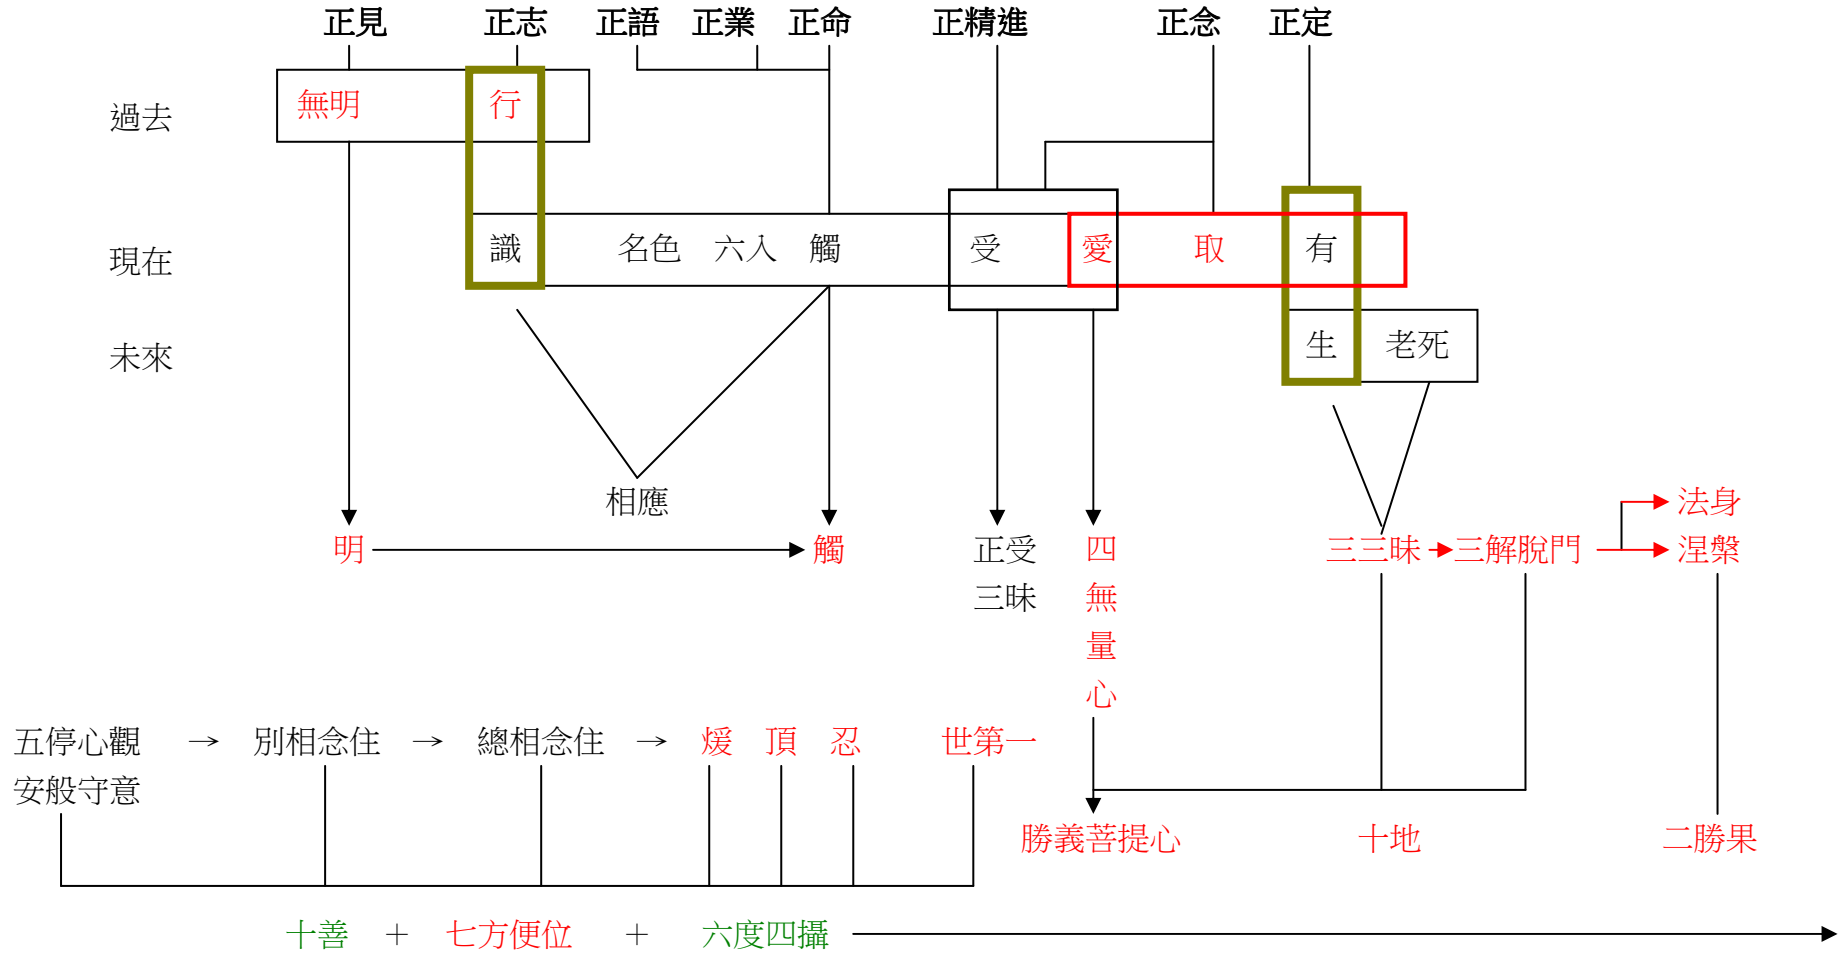 正見 正志 正語 正業 正命 正精進 正念 正定
過去 無明 行
現在 識 名色 六入 觸 受 愛 取 有
未來 生 老死
相應 法身
明 觸 正受 四 三三昧 三解脫門 涅槃
三昧 無
量
心
五停心觀 → 別相念住 → 總相念住 → 煖 頂 忍 世第一
安般守意
勝義菩提心 十地 二勝果
十善 + 七方便位 + 六度四攝